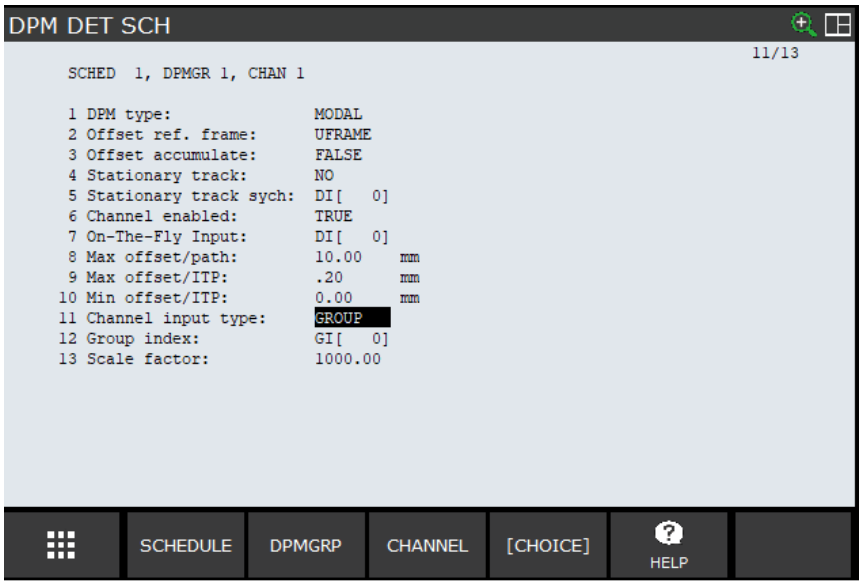 DPM DET SCH
11/13
SCHED 1, DPMGR 1, CHAN 1
1 DPM type: MODAL
2 Offset ref. frame: UFRAME
3 Offset accumulate: FALSE
4 Stationary track: NO
5 Stationary track sych: DI[ 0]
6 Channel enabled: TRUE
7 On-The-Fly Input: DI[ 0]
8 Max offset/path: 10.00 mm
9 Max offset/ITP: .20 mm
10 Min offset/ITP: 0.00 mm
11 Channel input type: GROUP
12 Group index: GI[ 0]
13 Scale factor: 1000.00
SCHEDULE DPMGRP CHANNEL [CHOICE] ? HELP